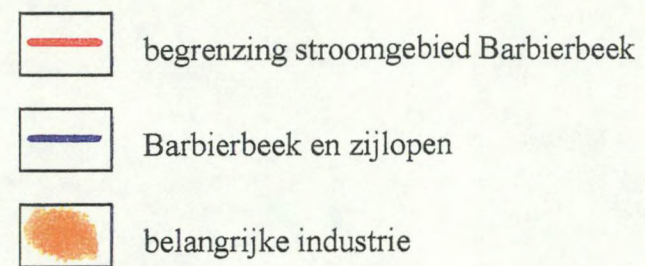 begrenzing stroomgebied Barbierbeek
Barbierbeek en zijlopen
belangrijke industrie